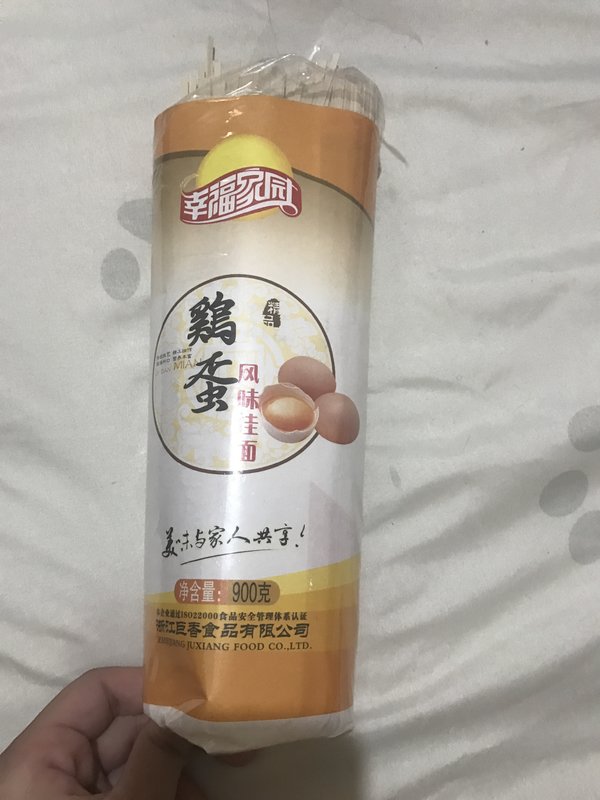 幸福家园
精品
鷄蛋
MIAN
风味挂面
美味与家人共享!
净含量:900克
本企业通过ISO22000食品安全管理体系认证
浙江巨香食品有限公司
ZHEJIANG JUXIANG FOOD CO.,LTD.